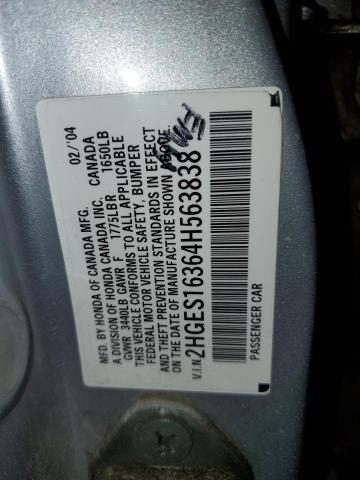 MFD. BY HONDA OF CANADA MFG. 02/'04
A DIVISION OF HONDA CANADA INC. CANADA
GVWR 3440LB GAWR F 1775LBR 1650LB
THIS VEHICLE CONFORMS TO ALL APPLICABLE
FEDERAL MOTOR VEHICLE SAFETY, BUMPER
AND THEFT PREVENTION STANDARDS IN EFFECT
ON THE DATE OF MANUFACTURE SHOWN ABOVE.
V.I.N. 2HGES16364H563838
PASSENGER CAR